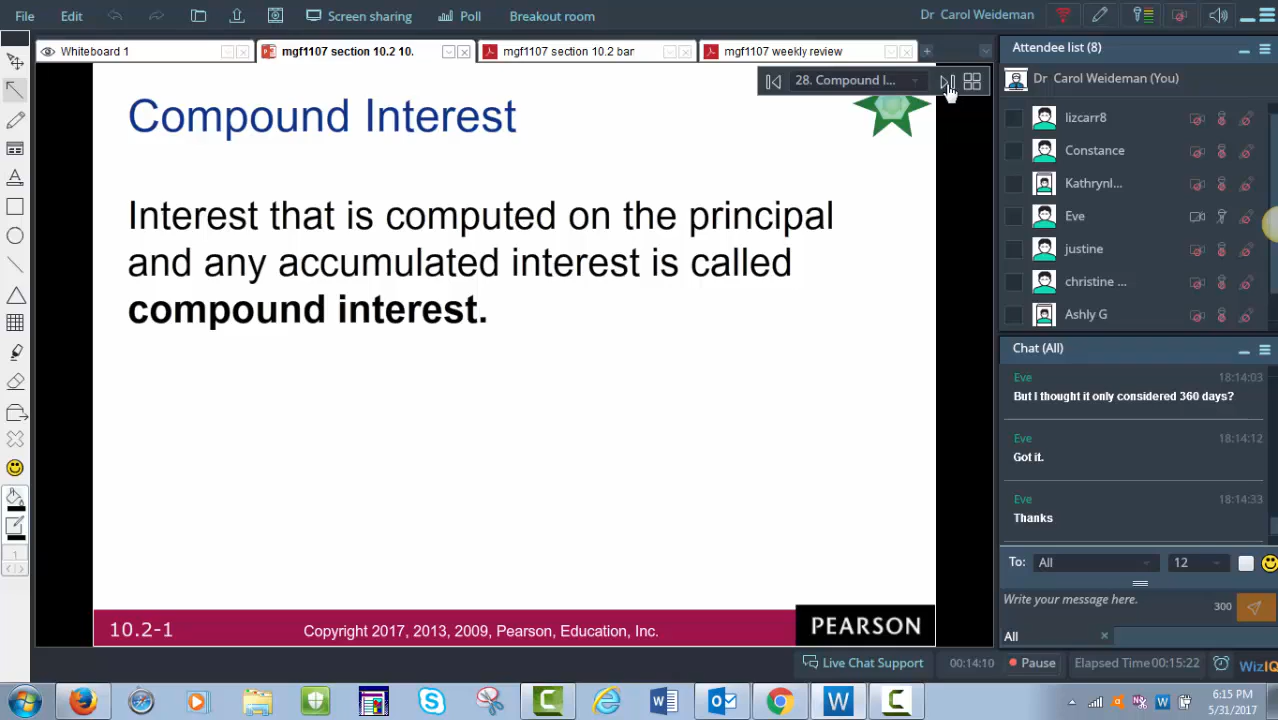 File Edit Screen sharing Poll Breakout room Dr Carol Weideman
Whiteboard 1 mgf1107 section 10.2 10. mgf1107 section 10.2 bar mgf1107 weekly review
28. Compound I...
Compound Interest
Interest that is computed on the principal
and any accumulated interest is called
compound interest.
10.2-1 Copyright 2017, 2013, 2009, Pearson, Education, Inc. PEARSON
1
Attendee list (8)
Dr Carol Weideman (You)
lizcarr8
Constance
Kathrynl...
Eve
justine
christine ...
Ashly G
Chat (All)
Eve 18:14:03
But I thought it only considered 360 days?
Eve 18:14:12
Got it.
Eve 18:14:33
Thanks
To: All 12
Write your message here. 300
All
Live Chat Support 00:14:10 Pause Elapsed Time 00:15:22 WizIQ
6:15 PM
5/31/2017